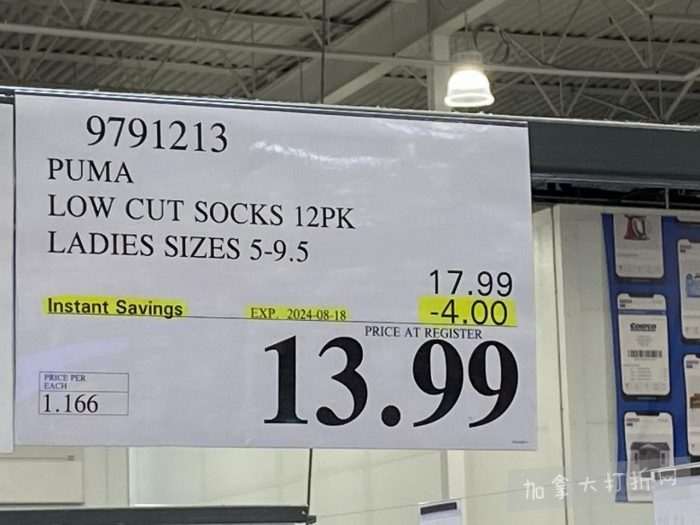 9791213
PUMA
LOW CUT SOCKS 12PK
LADIES SIZES 5-9.5
17.99
Instant Savings EXP. 2024-08-18 -4.00
PRICE AT REGISTER
13.99
PRICE PER
EACH
1.166
Costco
加拿大打折网